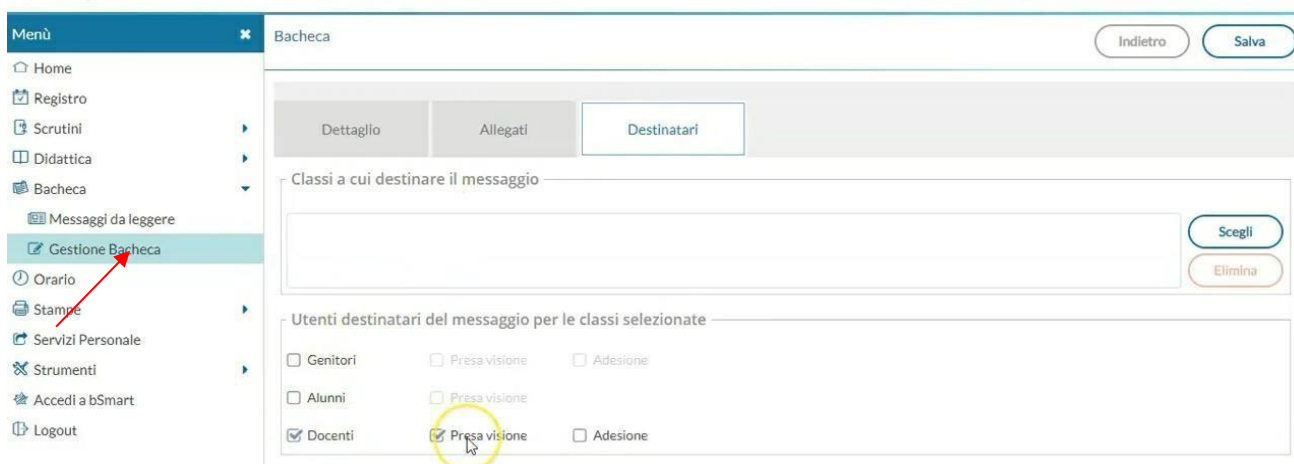 Menù
Bacheca
Indietro
Salva
Home
Registro
Scrutini
Didattica
Bacheca
Messaggi da leggere
Gestione Bacheca
Orario
Stampe
Servizi Personale
Strumenti
Accedi a bSmart
Logout
Dettaglio
Allegati
Destinatari
Classi a cui destinare il messaggio
Scegli
Elimina
Utenti destinatari del messaggio per le classi selezionate
Genitori Presa visione Adesione
Alunni Presa visione
Docenti Presa visione Adesione